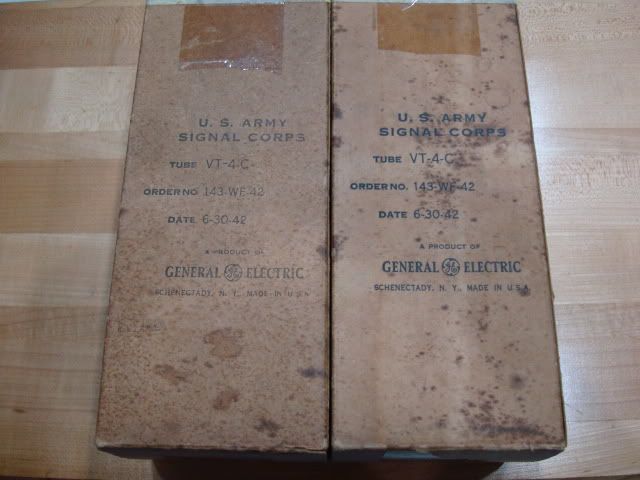 U. S. ARMY
SIGNAL CORPS
TUBE VT-4-C
ORDER NO. 143-WF-42
DATE 6-30-42
A PRODUCT OF
GENERAL GE ELECTRIC
SCHENECTADY, N. Y., MADE IN U.S.A.
U. S. ARMY
SIGNAL CORPS
TUBE VT-4-C
ORDER NO. 143-WF-42
DATE 6-30-42
A PRODUCT OF
GENERAL GE ELECTRIC
SCHENECTADY, N. Y., MADE IN U.S.A.